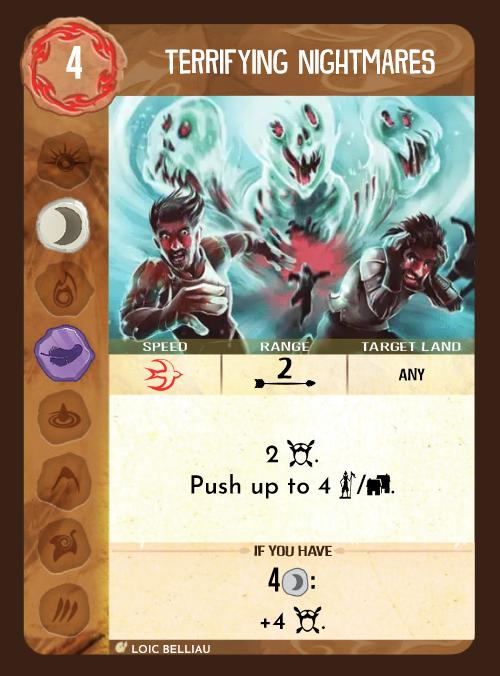 4
TERRIFYING NIGHTMARES
SPEED RANGE TARGET LAND
2 ANY
2 .
Push up to 4 / .
IF YOU HAVE
4 :
+4 .
LOIC BELLIAU